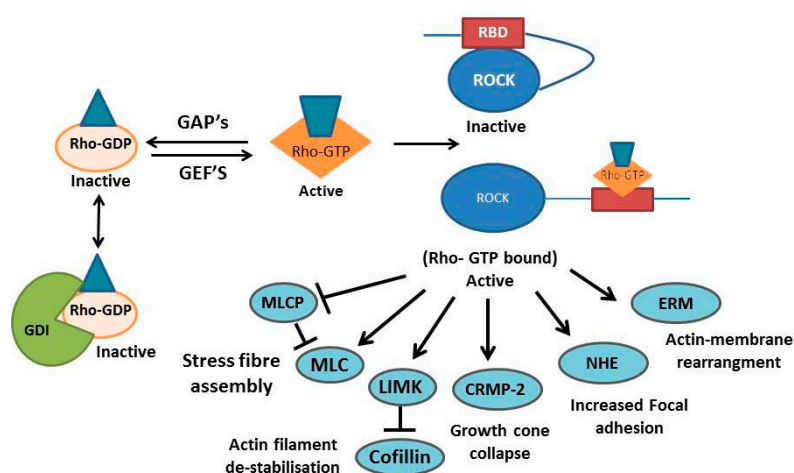 RBD
ROCK
Inactive
GAP's
Rho-GDP
Rho-GTP
Inactive
GEF'S
Active
Rho-GTP
ROCK
(Rho- GTP bound)
Active
Rho-GDP
GDI
Inactive
MLCP
ERM
Actin-membrane
rearrangment
Stress fibre
assembly
MLC
LIMK
CRMP-2
NHE
Increased Focal
adhesion
Growth cone
collapse
Actin filament
de-stabilisation
Cofillin